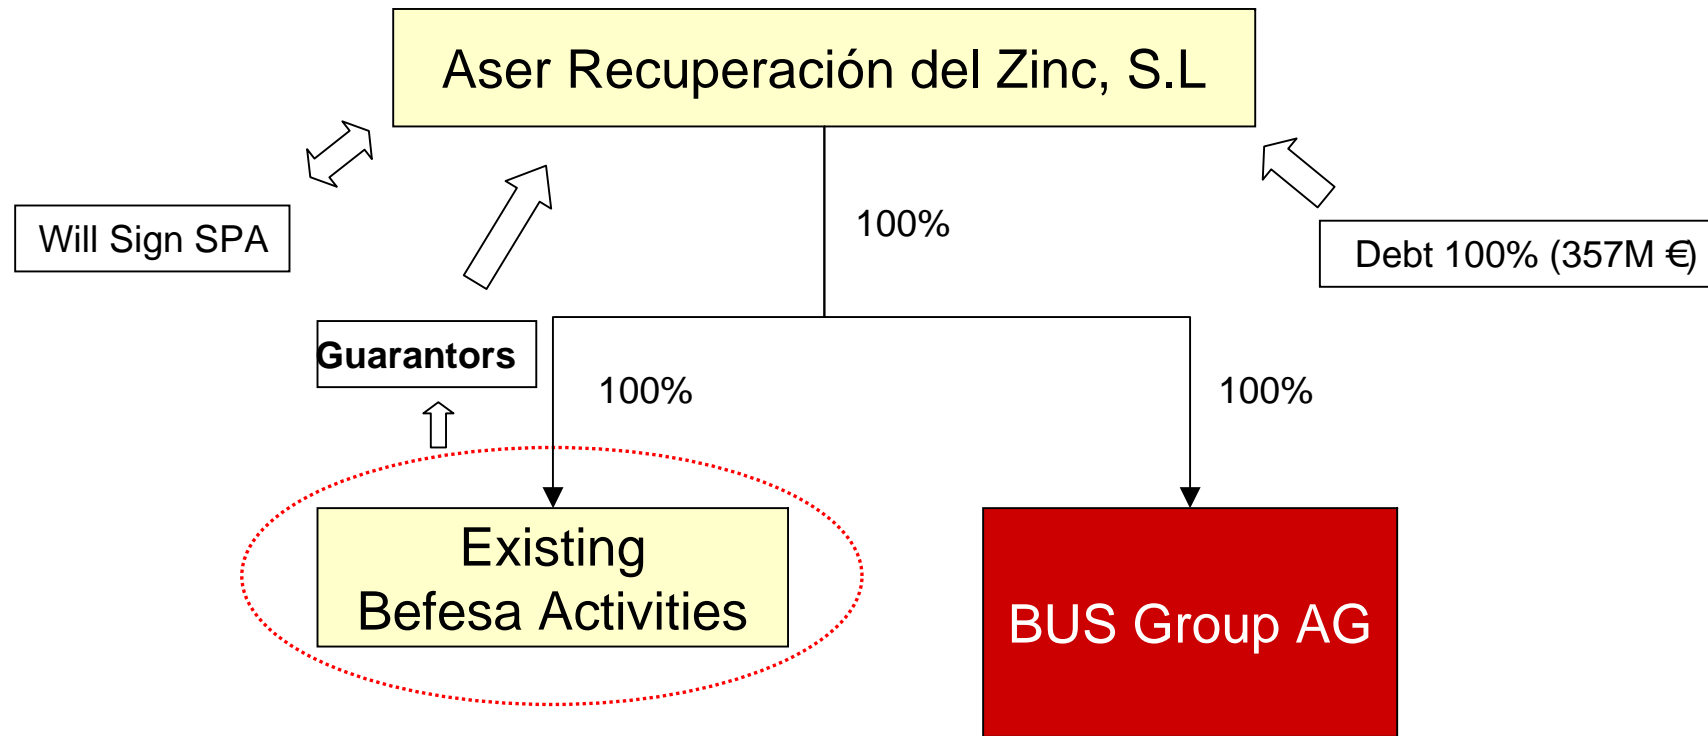 Aser Recuperación del Zinc, S.L
Will Sign SPA
100%
Debt 100% (357M €)
Guarantors
100%
100%
Existing
Befesa Activities
BUS Group AG